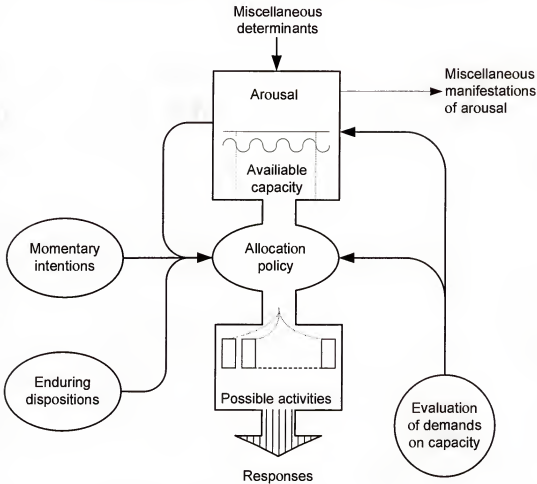 Miscellaneous
determinants
Arousal
Miscellaneous
manifestations
of arousal
Availiable
capacity
Momentary
intentions
Allocation
policy
Enduring
dispositions
Possible activities
Evaluation
of demands
on capacity
Responses